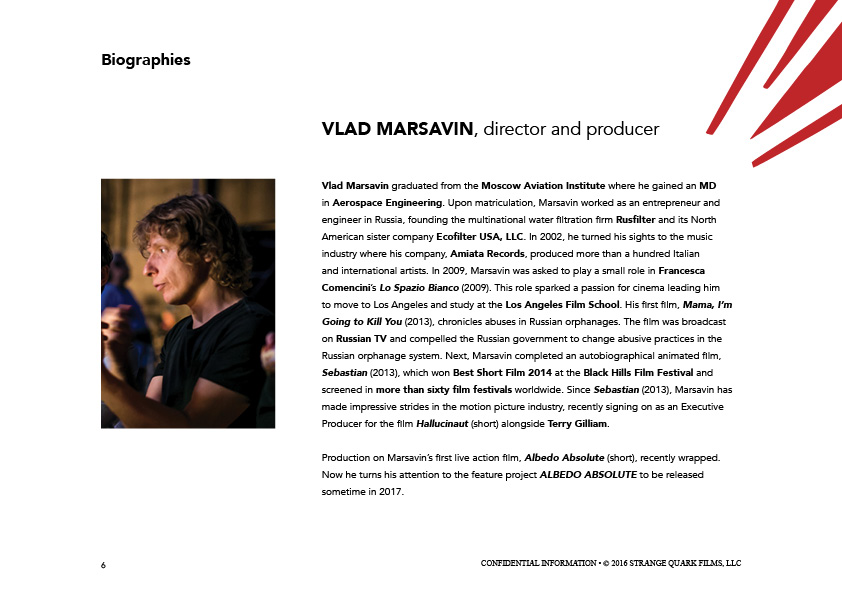 Biographies
VLAD MARSAVIN, director and producer
Vlad Marsavin graduated from the Moscow Aviation Institute where he gained an MD
in Aerospace Engineering. Upon matriculation, Marsavin worked as an entrepreneur and
engineer in Russia, founding the multinational water filtration firm Rusfilter and its North
American sister company Ecofilter USA, LLC. In 2002, he turned his sights to the music
industry where his company, Amiata Records, produced more than a hundred Italian
and international artists. In 2009, Marsavin was asked to play a small role in Francesca
Comencini's Lo Spazio Bianco (2009). This role sparked a passion for cinema leading him
to move to Los Angeles and study at the Los Angeles Film School. His first film, Mama, I'm
Going to Kill You (2013), chronicles abuses in Russian orphanages. The film was broadcast
on Russian TV and compelled the Russian government to change abusive practices in the
Russian orphanage system. Next, Marsavin completed an autobiographical animated film,
Sebastian (2013), which won Best Short Film 2014 at the Black Hills Film Festival and
screened in more than sixty film festivals worldwide. Since Sebastian (2013), Marsavin has
made impressive strides in the motion picture industry, recently signing on as an Executive
Producer for the film Hallucinaut (short) alongside Terry Gilliam.
Production on Marsavin's first live action film, Albedo Absolute (short), recently wrapped.
Now he turns his attention to the feature project ALBEDO ABSOLUTE to be released
sometime in 2017.
6
CONFIDENTIAL INFORMATION • © 2016 STRANGE QUARK FILMS, LLC